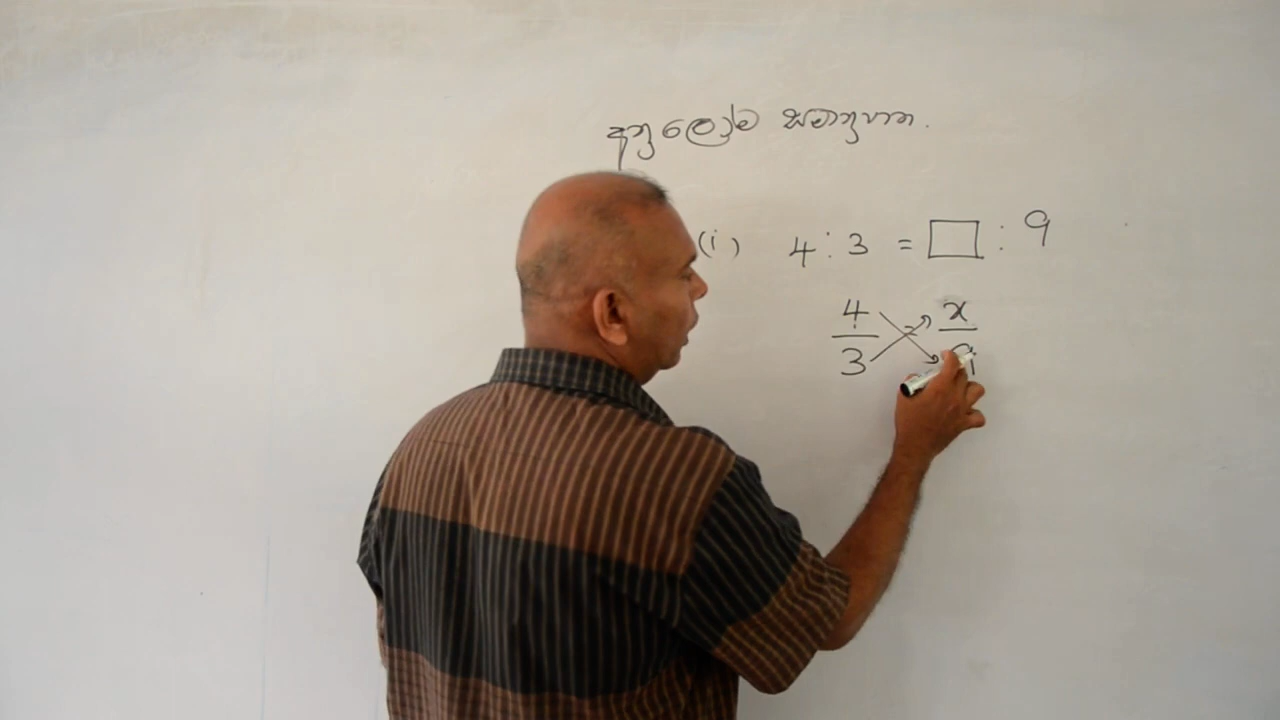 අනුලෝම සමානුපාත.
(i) 4 : 3 = □ : 9
4/3 = x/9